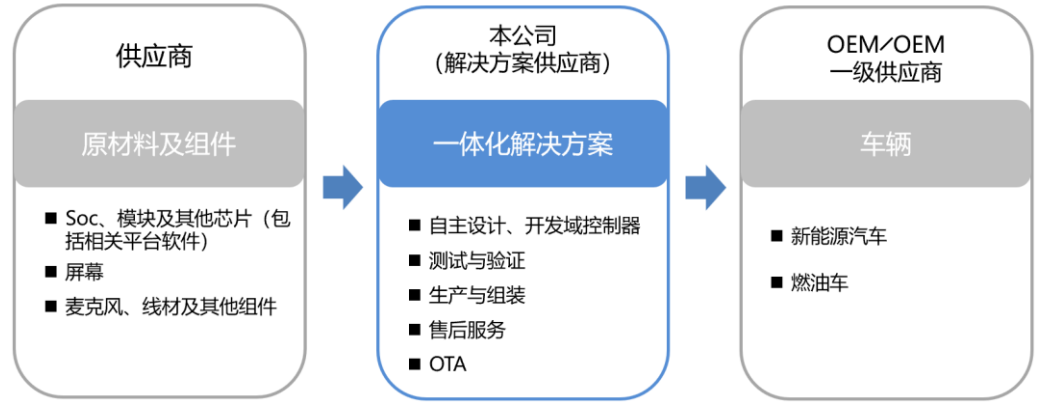 供应商
原材料及组件
■ Soc、模块及其他芯片（包
括相关平台软件）
■ 屏幕
■ 麦克风、线材及其他组件
本公司
（解决方案供应商）
一体化解决方案
■ 自主设计、开发域控制器
■ 测试与验证
■ 生产与组装
■ 售后服务
■ OTA
OEM/OEM
一级供应商
车辆
■ 新能源汽车
■ 燃油车